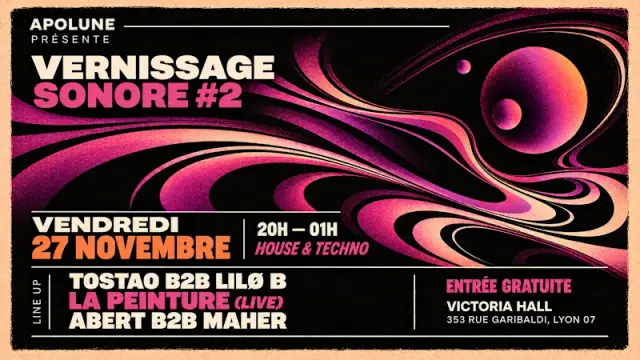 APOLUNE
PRÉSENTE
VERNISSAGE
SONORE #2
VENDREDI
27 NOVEMBRE
20H — 01H
HOUSE & TECHNO
LINE UP
TOSTAO B2B LILØ B
LA PEINTURE (LIVE)
ABERT B2B MAHER
ENTRÉE GRATUITE
VICTORIA HALL
353 RUE GARIBALDI, LYON 07